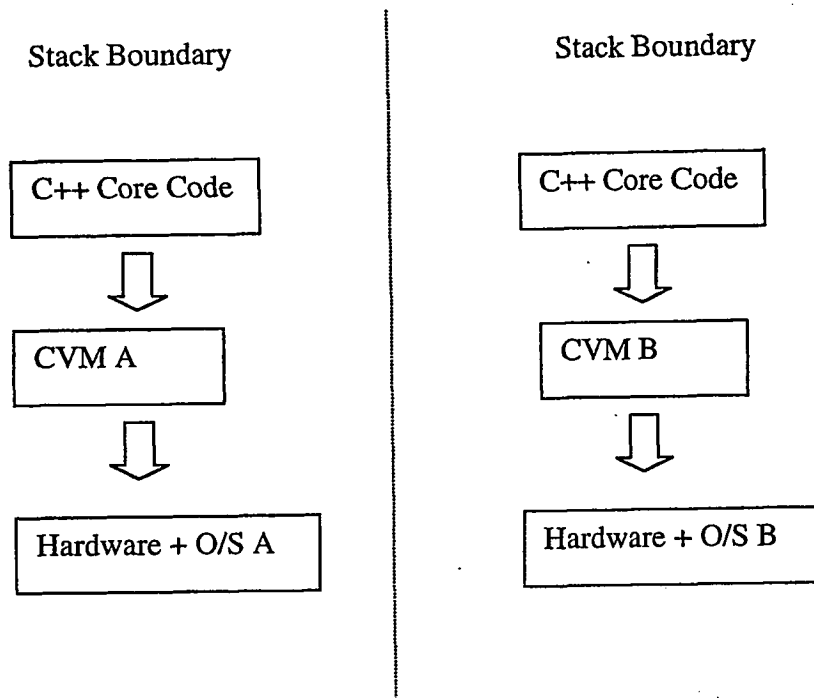 Stack Boundary
C++ Core Code
CVM A
Hardware + O/S A
Stack Boundary
C++ Core Code
CVM B
Hardware + O/S B